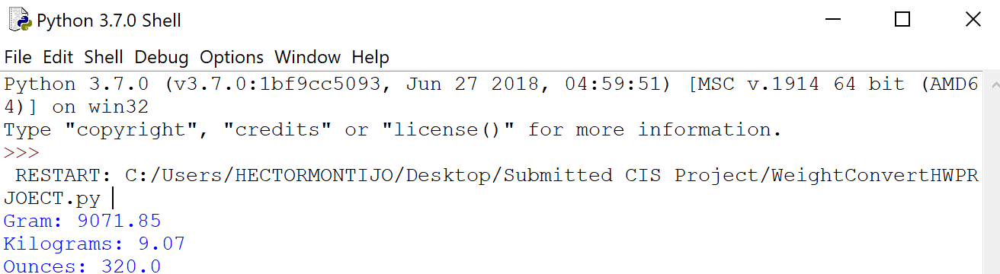 Python 3.7.0 Shell
File Edit Shell Debug Options Window Help
Python 3.7.0 (v3.7.0:1bf9cc5093, Jun 27 2018, 04:59:51) [MSC v.1914 64 bit (AMD6
4)] on win32
Type "copyright", "credits" or "license()" for more information.
>>>
 RESTART: C:/Users/HECTORMONTIJO/Desktop/Submitted CIS Project/WeightConvertHWPR
JOECT.py
Gram: 9071.85
Kilograms: 9.07
Ounces: 320.0